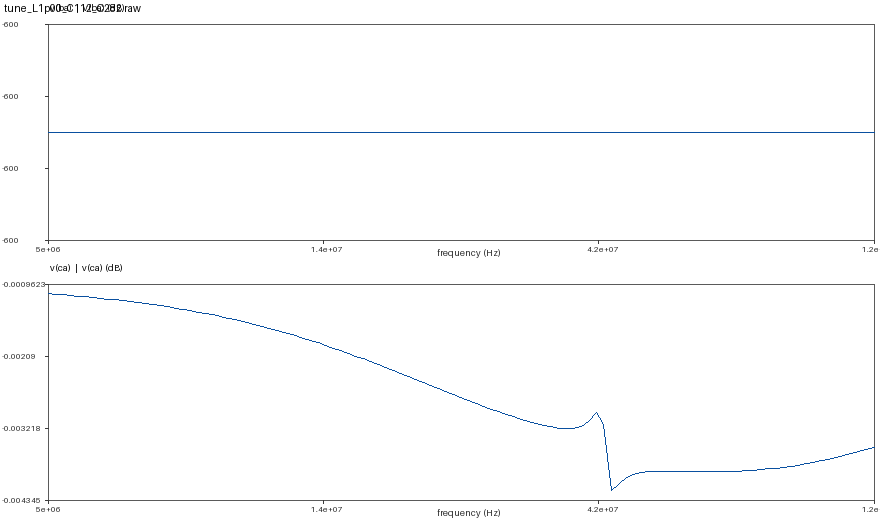 -600
-600
-600
-600
5e+06
1.4e+07
4.2e+07
1.2e
frequency (Hz)
v(ca) | v(ca) (dB)
-0.0009623
-0.00209
-0.003218
-0.004345
5e+06
1.4e+07
4.2e+07
1.2e
frequency (Hz)